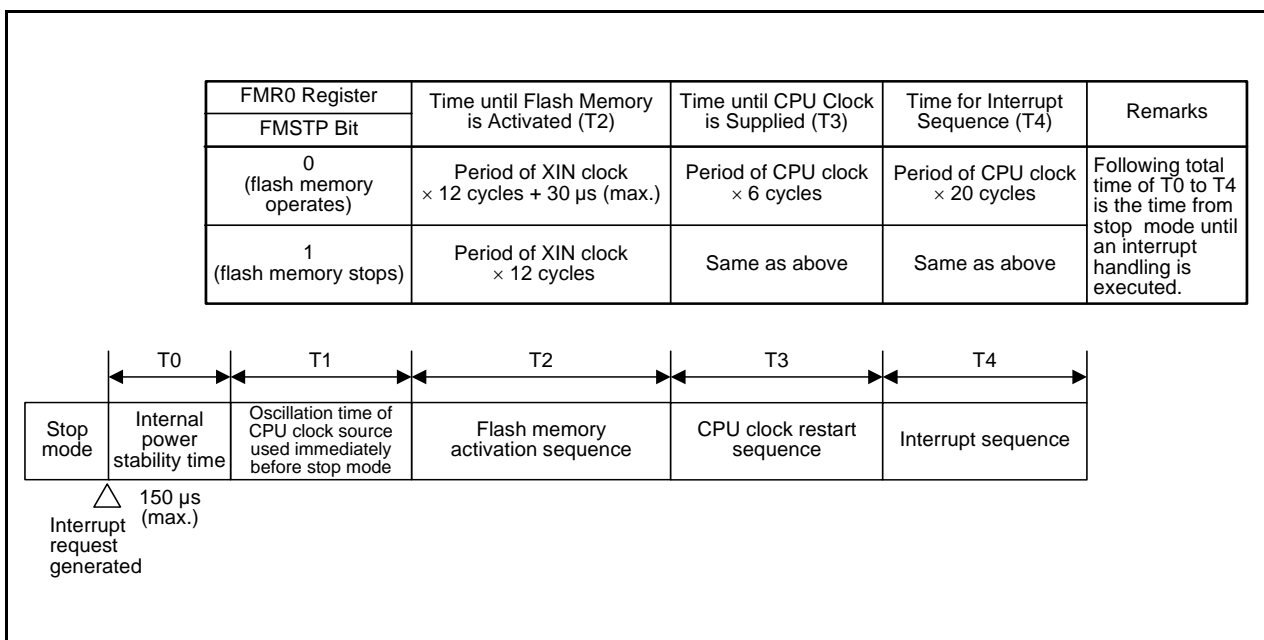 FMR0 Register
FMSTP Bit
Time until Flash Memory
is Activated (T2)
Time until CPU Clock
is Supplied (T3)
Time for Interrupt
Sequence (T4)
Remarks
0
(flash memory
operates)
Period of XIN clock
× 12 cycles + 30 µs (max.)
Period of CPU clock
× 6 cycles
Period of CPU clock
× 20 cycles
Following total
time of T0 to T4
is the time from
stop mode until
an interrupt
handling is
executed.
1
(flash memory stops)
Period of XIN clock
× 12 cycles
Same as above
Same as above
T0
T1
T2
T3
T4
Stop
mode
Internal
power
stability time
Oscillation time of
CPU clock source
used immediately
before stop mode
Flash memory
activation sequence
CPU clock restart
sequence
Interrupt sequence
150 µs
(max.)
Interrupt
request
generated